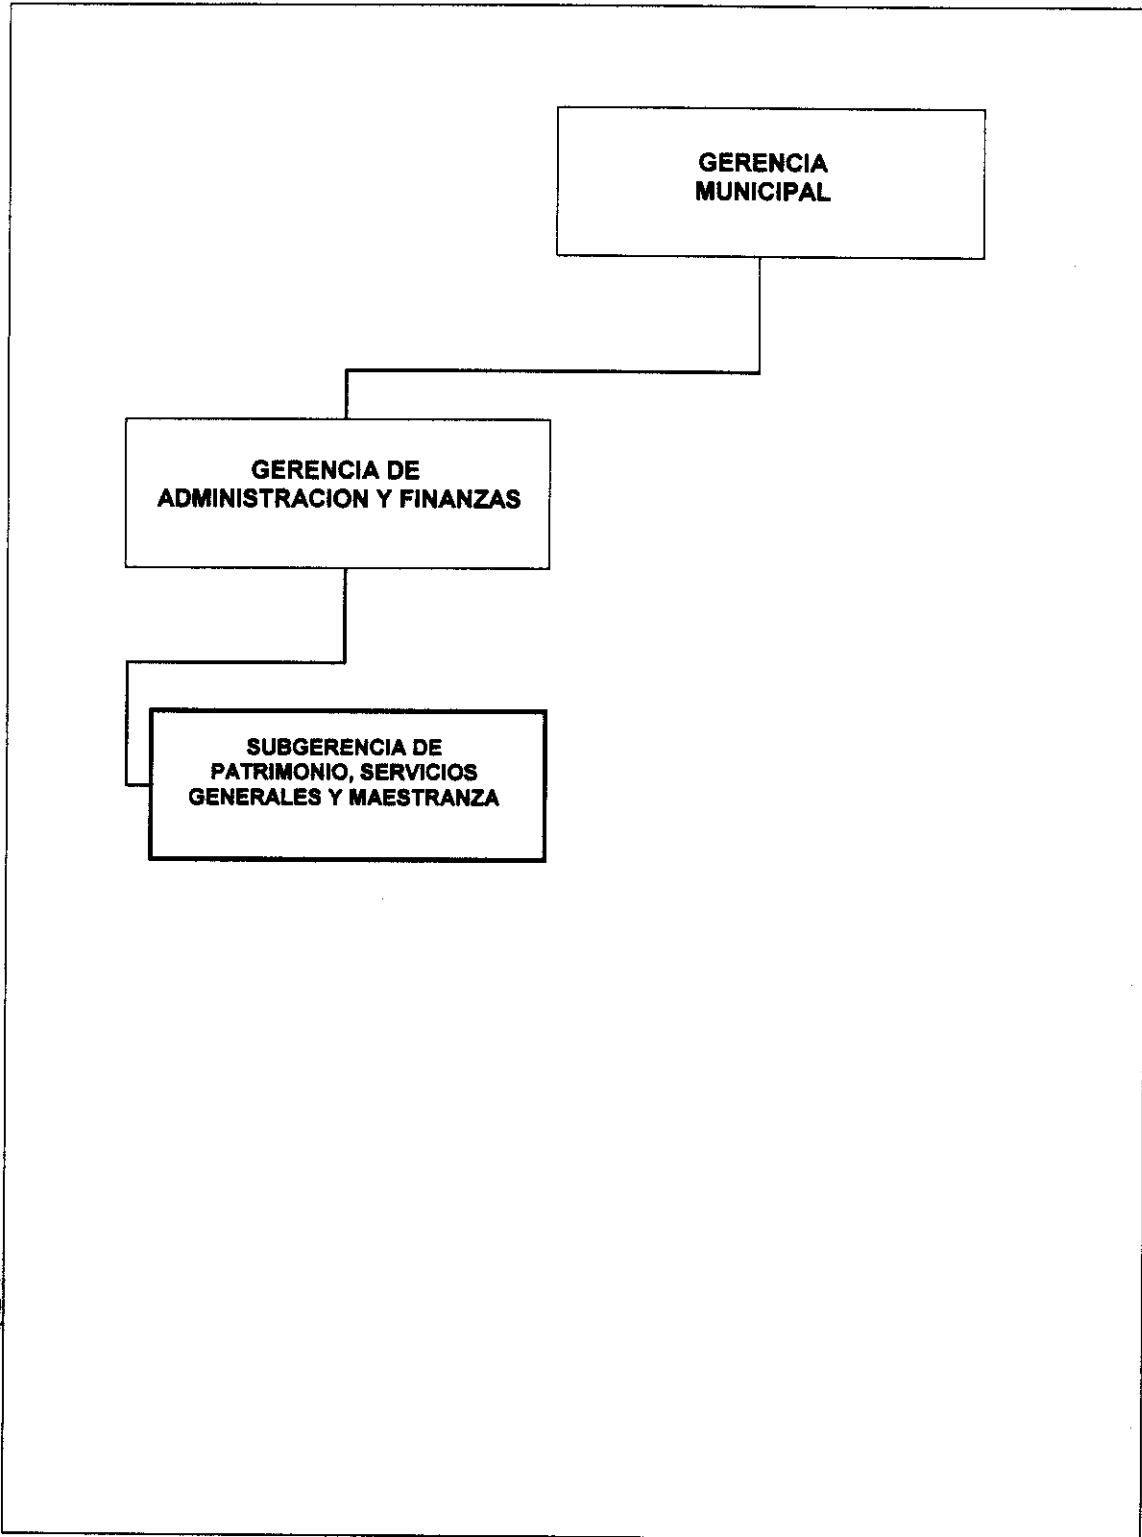 GERENCIA
MUNICIPAL
GERENCIA DE
ADMINISTRACION Y FINANZAS
SUBGERENCIA DE
PATRIMONIO, SERVICIOS
GENERALES Y MAESTRANZA